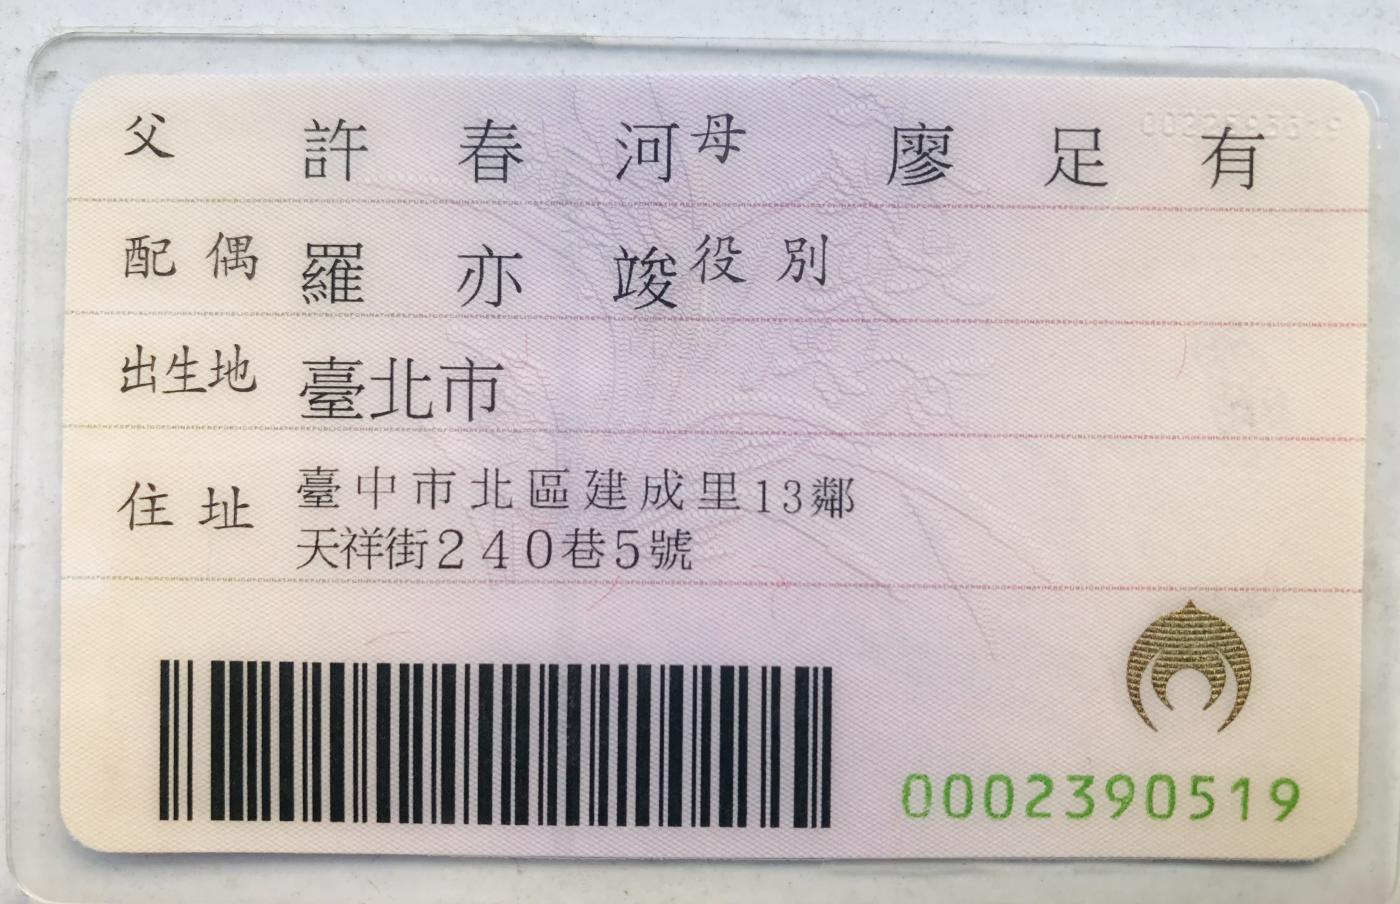 父 許春河 母 廖足有
配偶 羅亦竣 役別
出生地 臺北市
住址 臺中市北區建成里13鄰
天祥街240巷5號
0002390519